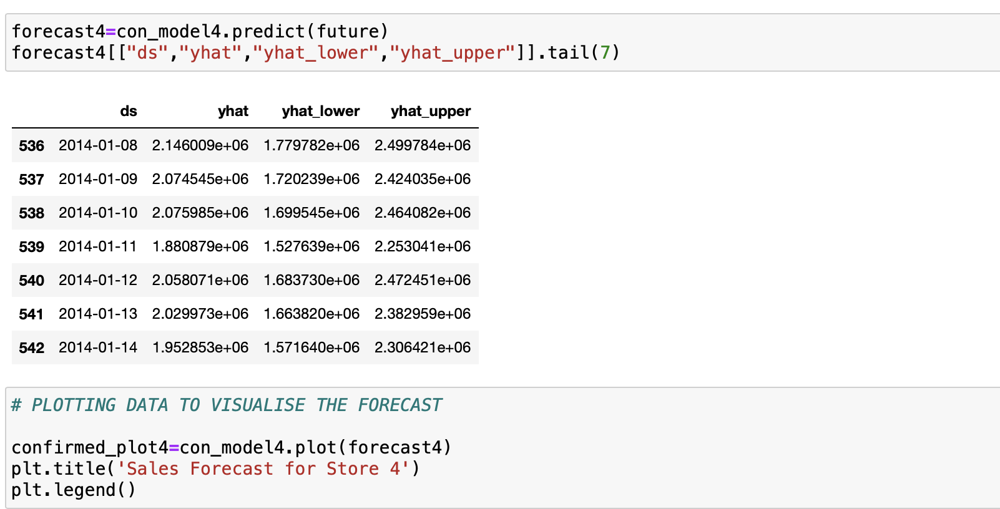 forecast4=con_model4.predict(future)
forecast4[["ds","yhat","yhat_lower","yhat_upper"]].tail(7)
ds yhat yhat_lower yhat_upper
536 2014-01-08 2.146009e+06 1.779782e+06 2.499784e+06
537 2014-01-09 2.074545e+06 1.720239e+06 2.424035e+06
538 2014-01-10 2.075985e+06 1.699545e+06 2.464082e+06
539 2014-01-11 1.880879e+06 1.527639e+06 2.253041e+06
540 2014-01-12 2.058071e+06 1.683730e+06 2.472451e+06
541 2014-01-13 2.029973e+06 1.663820e+06 2.382959e+06
542 2014-01-14 1.952853e+06 1.571640e+06 2.306421e+06
# PLOTTING DATA TO VISUALISE THE FORECAST
confirmed_plot4=con_model4.plot(forecast4)
plt.title('Sales Forecast for Store 4')
plt.legend()